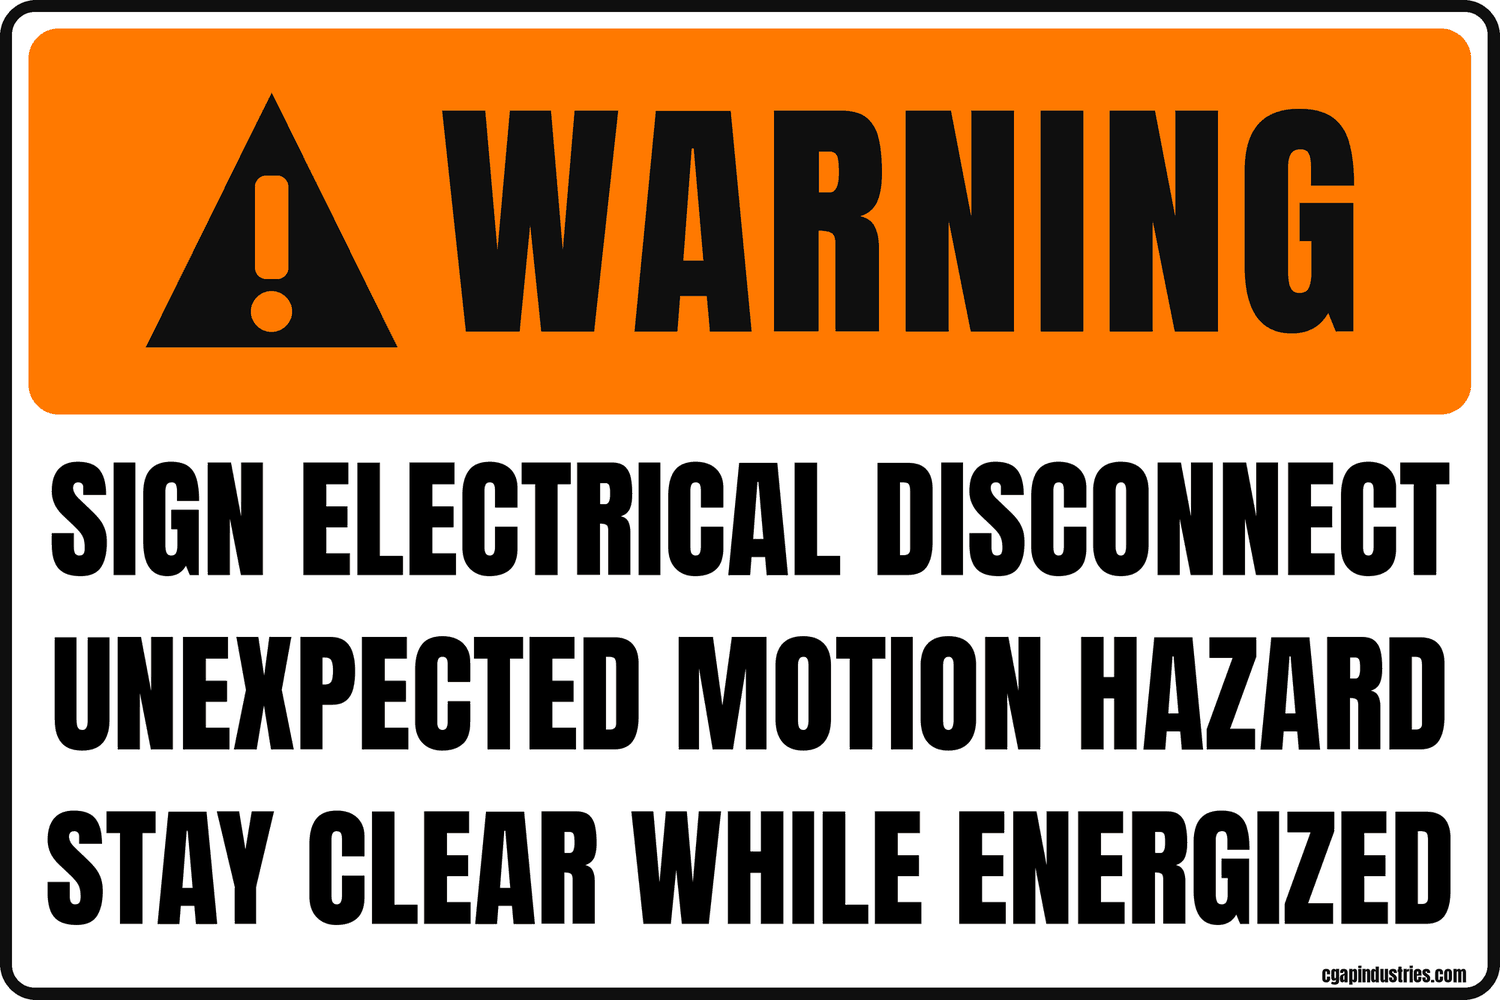 WARNING
SIGN ELECTRICAL DISCONNECT
UNEXPECTED MOTION HAZARD
STAY CLEAR WHILE ENERGIZED
cgapindustries.com